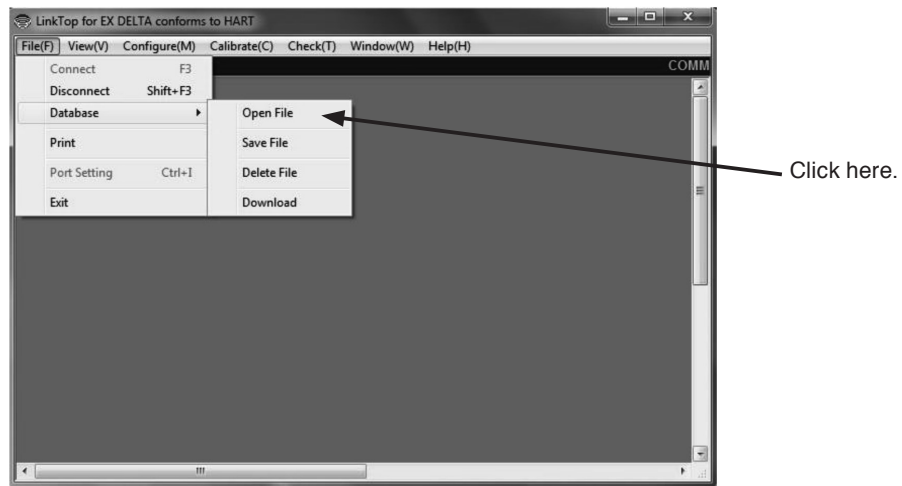 LinkTop for EX DELTA conforms to HART
File(F) View(V) Configure(M) Calibrate(C) Check(T) Window(W) Help(H)
COMM
Connect F3
Disconnect Shift+F3
Database
Open File
Print
Save File
Port Setting Ctrl+I
Delete File
Exit
Download
Click here.